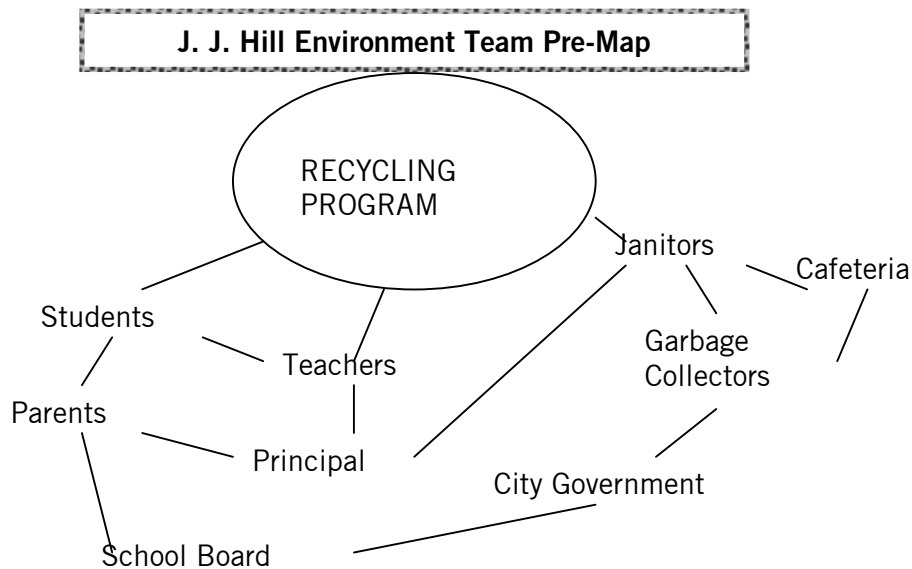 J. J. Hill Environment Team Pre-Map
RECYCLING
PROGRAM
Janitors
Cafeteria
Students
Garbage
Collectors
Teachers
Parents
Principal
City Government
School Board